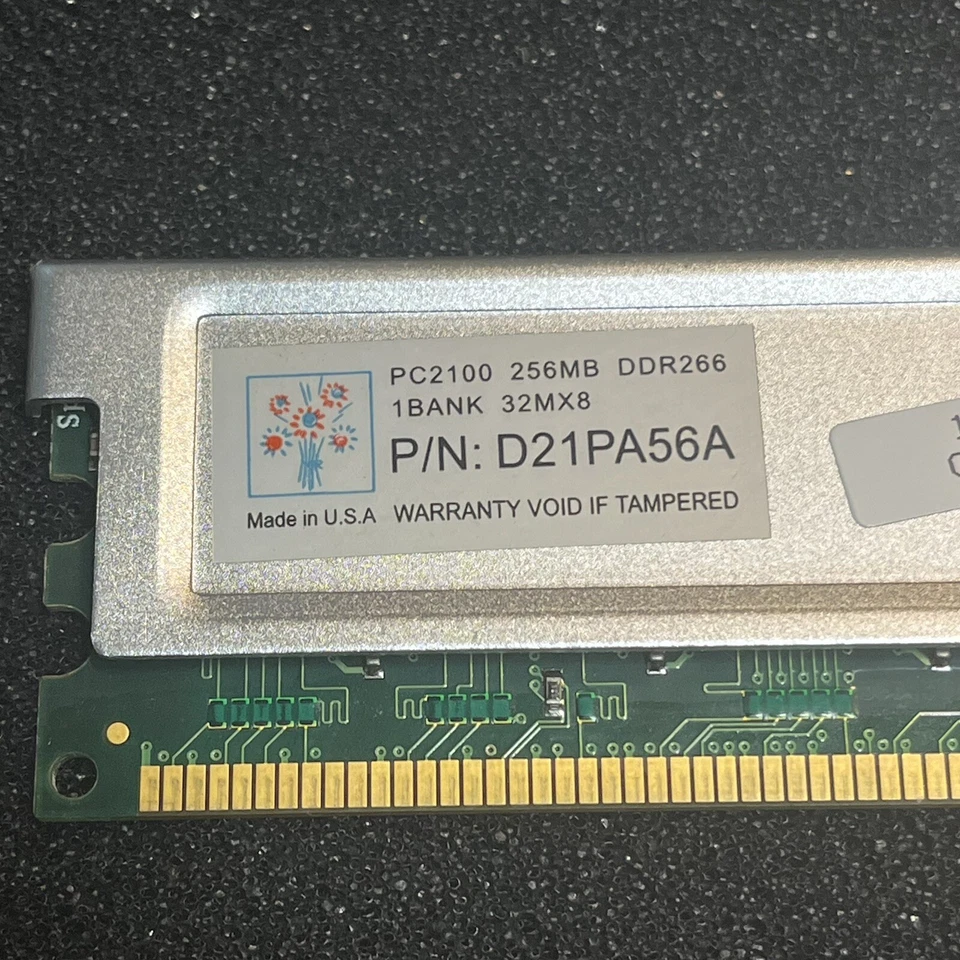 PC2100 256MB DDR266
1BANK 32MX8
P/N: D21PA56A
Made in U.S.A WARRANTY VOID IF TAMPERED